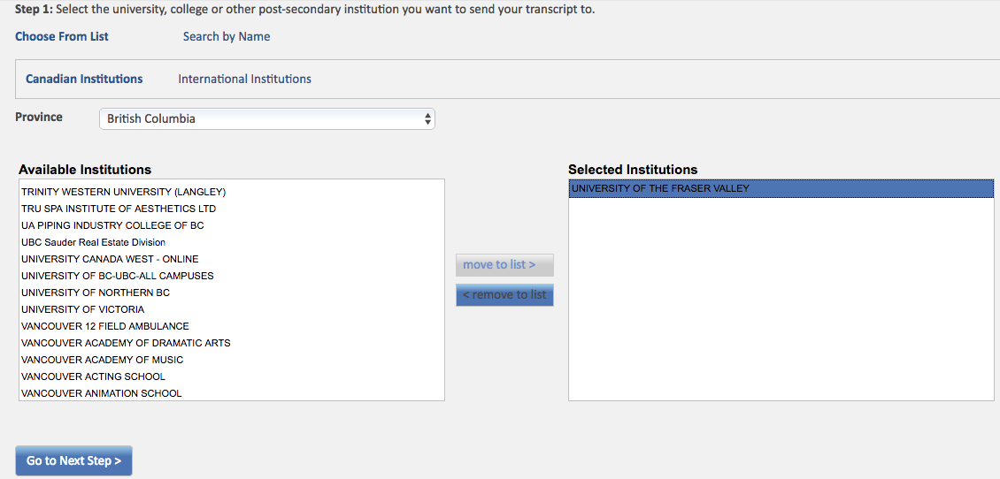 Step 1: Select the university, college or other post-secondary institution you want to send your transcript to.
Choose From List Search by Name
Canadian Institutions International Institutions
Province British Columbia
Available Institutions
TRINITY WESTERN UNIVERSITY (LANGLEY)
TRU SPA INSTITUTE OF AESTHETICS LTD
UA PIPING INDUSTRY COLLEGE OF BC
UBC Sauder Real Estate Division
UNIVERSITY CANADA WEST - ONLINE
UNIVERSITY OF BC-UBC-ALL CAMPUSES
UNIVERSITY OF NORTHERN BC
UNIVERSITY OF VICTORIA
VANCOUVER 12 FIELD AMBULANCE
VANCOUVER ACADEMY OF DRAMATIC ARTS
VANCOUVER ACADEMY OF MUSIC
VANCOUVER ACTING SCHOOL
VANCOUVER ANIMATION SCHOOL
move to list >
< remove to list
Selected Institutions
UNIVERSITY OF THE FRASER VALLEY
Go to Next Step >